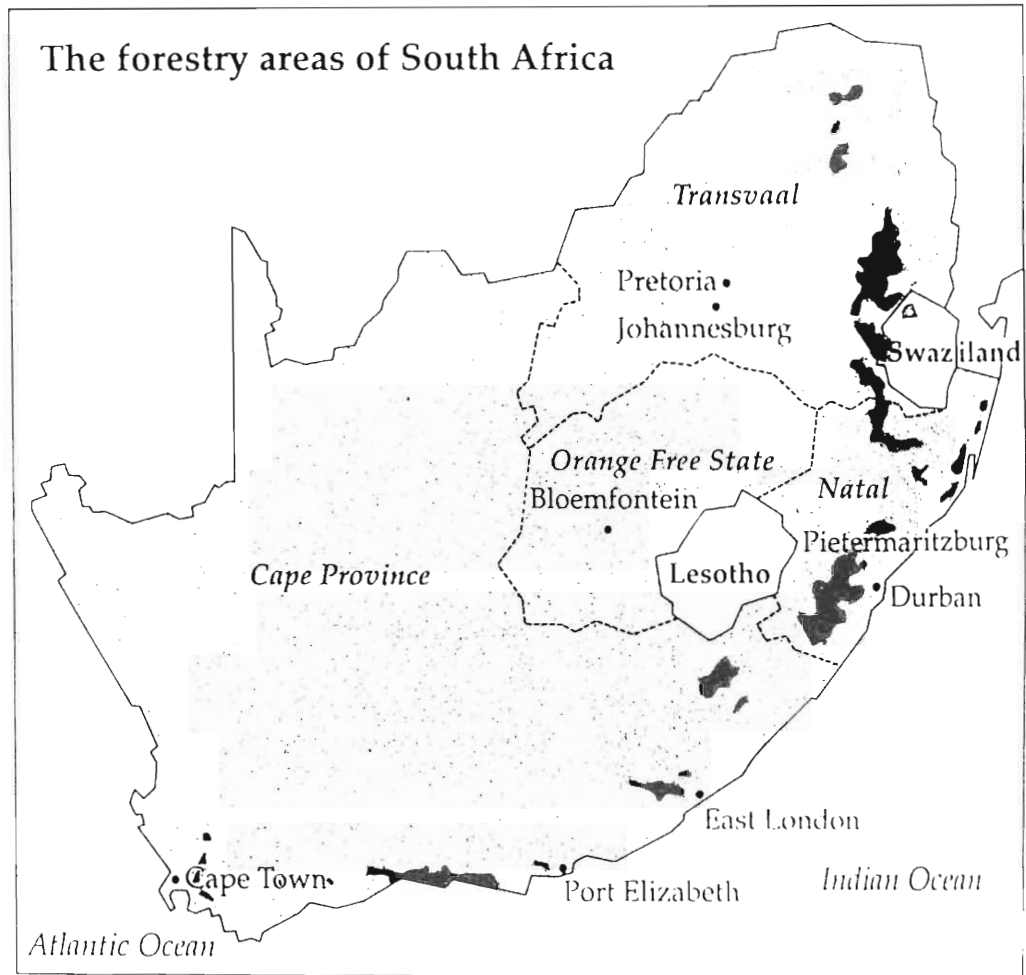 The forestry areas of South Africa
Transvaal
Pretoria
Johannesburg
Swaziland
Orange Free State
Bloemfontein
Natal
Pietermaritzburg
Cape Province
Lesotho
Durban
East London
Cape Town
Port Elizabeth
Indian Ocean
Atlantic Ocean